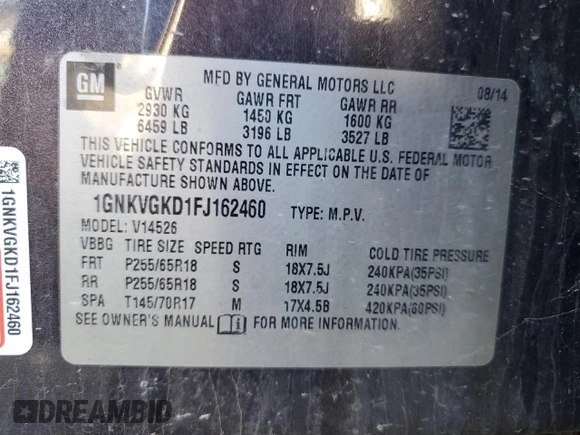 GM
MFD BY GENERAL MOTORS LLC 08/14
GVWR GAWR FRT GAWR RR
2930 KG 1450 KG 1600 KG
6459 LB 3196 LB 3527 LB
THIS VEHICLE CONFORMS TO ALL APPLICABLE U.S. FEDERAL MOTOR
VEHICLE SAFETY STANDARDS IN EFFECT ON THE DATE OF
MANUFACTURE SHOWN ABOVE.
1GNKVGKD1FJ162460 TYPE: M.P.V.
MODEL: V14526
VBBG TIRE SIZE SPEED RTG RIM COLD TIRE PRESSURE
FRT P255/65R18 S 18X7.5J 240KPA(35PSI)
RR P255/65R18 S 18X7.5J 240KPA(35PSI)
SPA T145/70R17 M 17X4.5B 420KPA(60PSI)
SEE OWNER'S MANUAL FOR MORE INFORMATION.
1GNKVGKD1FJ162460
DREAMBID